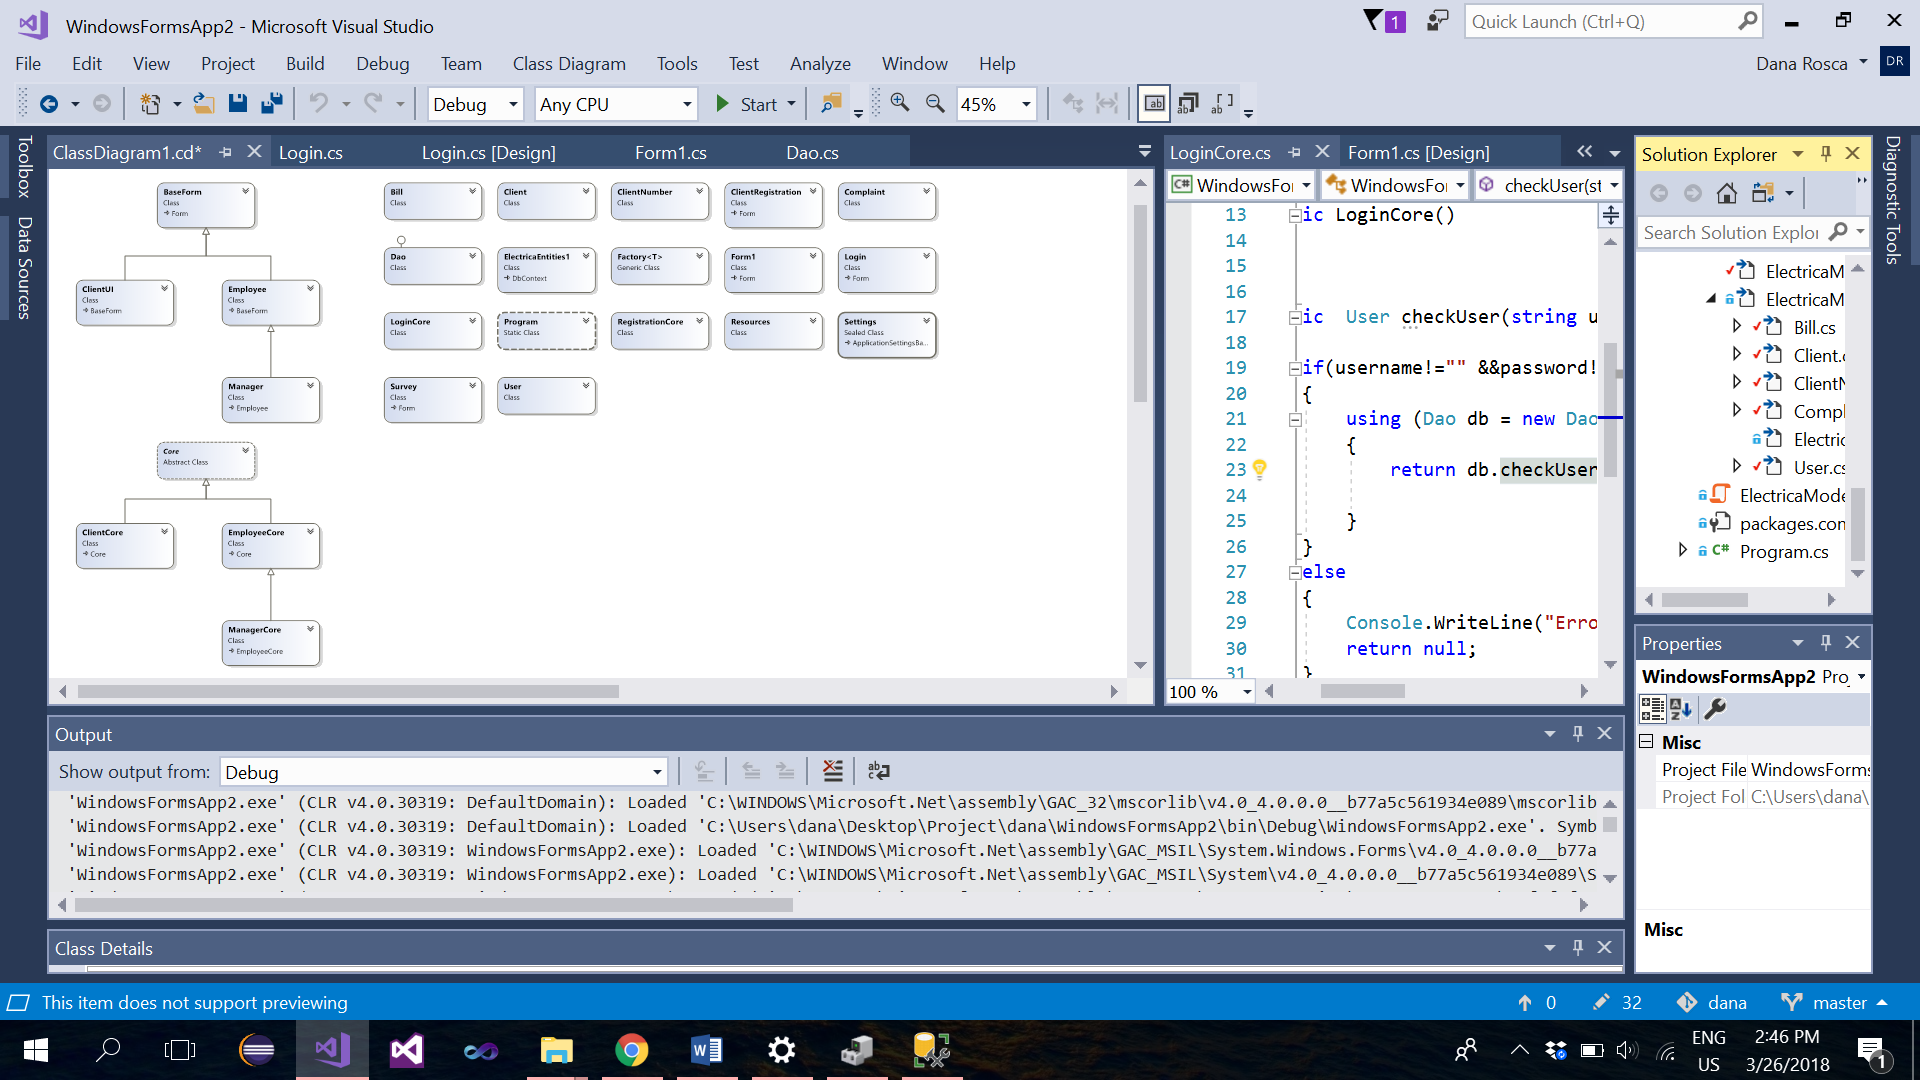 WindowsFormsApp2 - Microsoft Visual Studio
1
Quick Launch (Ctrl+Q)
File Edit View Project Build Debug Team Class Diagram Tools Test Analyze Window Help
Dana Rosca
DR
Debug
Any CPU
Start
45%
Toolbox
Data Sources
ClassDiagram1.cd*
Login.cs
Login.cs [Design]
Form1.cs
Dao.cs
BaseForm
Class
Form
ClientUI
Class
BaseForm
Employee
Class
BaseForm
Manager
Class
Employee
Core
Abstract Class
ClientCore
Class
Core
EmployeeCore
Class
Core
ManagerCore
Class
EmployeeCore
Bill
Class
Client
Class
ClientNumber
Class
ClientRegistration
Class
Form
Complaint
Class
Dao
Class
ElectricaEntities1
Class
DbContext
Factory<T>
Generic Class
Form1
Class
Form
Login
Class
Form
LoginCore
Class
Program
Static Class
RegistrationCore
Class
Resources
Class
Settings
Sealed Class
ApplicationSettingsBa...
Survey
Class
Form
User
Class
LoginCore.cs
Form1.cs [Design]
WindowsFor
WindowsFor
checkUser(st
13 ic LoginCore()
14
15
16
17 ic  User checkUser(string u
18
19 if(username!="" &&password!
20 {
21 using (Dao db = new Dao
22 {
23 return db.checkUser
24
25 }
26 }
27 else
28 {
29 Console.WriteLine("Erro
30 return null;
31 }
100 %
Solution Explorer
Search Solution Explor
ElectricaM
ElectricaM
Bill.cs
Client.c
ClientN
Compl
Electric
User.cs
ElectricaMode
packages.con
Program.cs
Diagnostic Tools
Properties
WindowsFormsApp2 Proj
Misc
Project File WindowsForms
Project Fol C:\Users\dana\
Misc
Output
Show output from: Debug
'WindowsFormsApp2.exe' (CLR v4.0.30319: DefaultDomain): Loaded 'C:\WINDOWS\Microsoft.Net\assembly\GAC_32\mscorlib\v4.0_4.0.0.0__b77a5c561934e089\mscorlib
'WindowsFormsApp2.exe' (CLR v4.0.30319: DefaultDomain): Loaded 'C:\Users\dana\Desktop\Project\dana\WindowsFormsApp2\bin\Debug\WindowsFormsApp2.exe'. Symb
'WindowsFormsApp2.exe' (CLR v4.0.30319: WindowsFormsApp2.exe): Loaded 'C:\WINDOWS\Microsoft.Net\assembly\GAC_MSIL\System.Windows.Forms\v4.0_4.0.0.0__b77a
'WindowsFormsApp2.exe' (CLR v4.0.30319: WindowsFormsApp2.exe): Loaded 'C:\WINDOWS\Microsoft.Net\assembly\GAC_MSIL\System\v4.0_4.0.0.0__b77a5c561934e089\S
Class Details
This item does not support previewing
0
32
dana
master
ENG
US
2:46 PM
3/26/2018
1